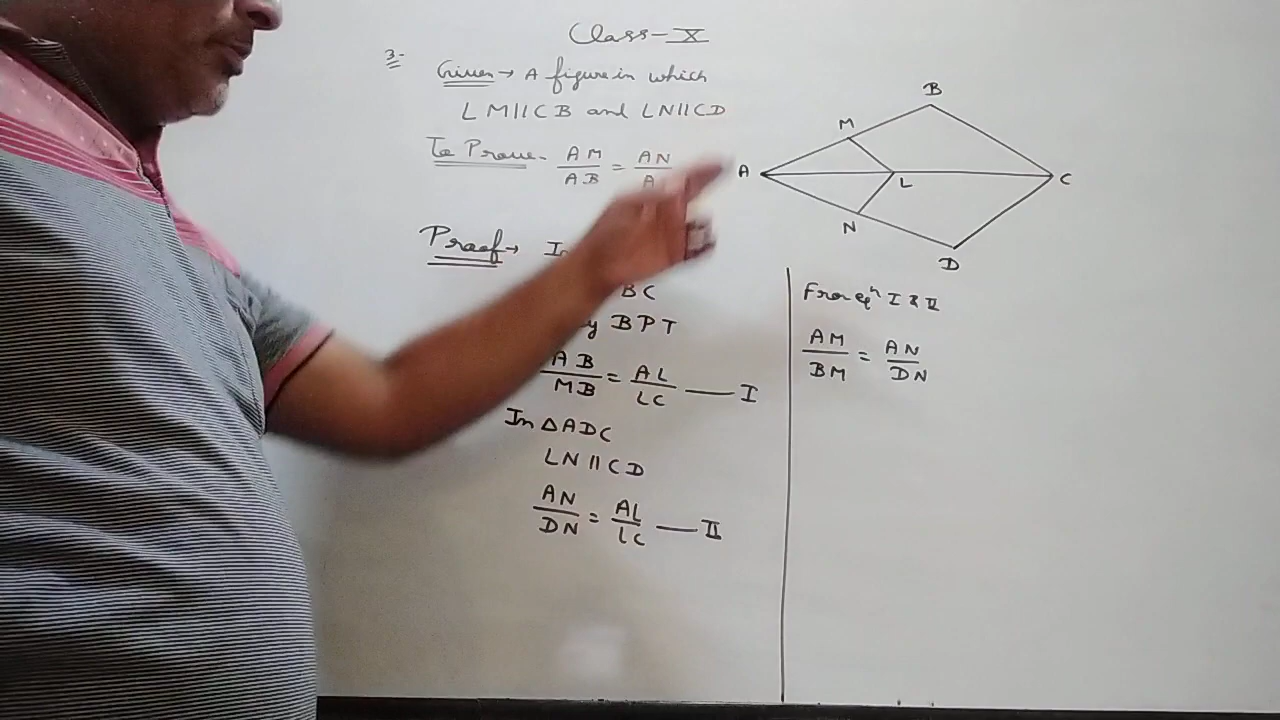 Class-X
3-
Given → A figure in which
LM||CB and LN||CD
To Prove- AM/AB = AN/A
Proof → In
BC
By BPT
AB/MB = AL/LC — I
In △ADC
LN||CD
AN/DN = AL/LC — II
A
M
B
L
C
N
D
From eqⁿ I & II
AM/BM = AN/DN